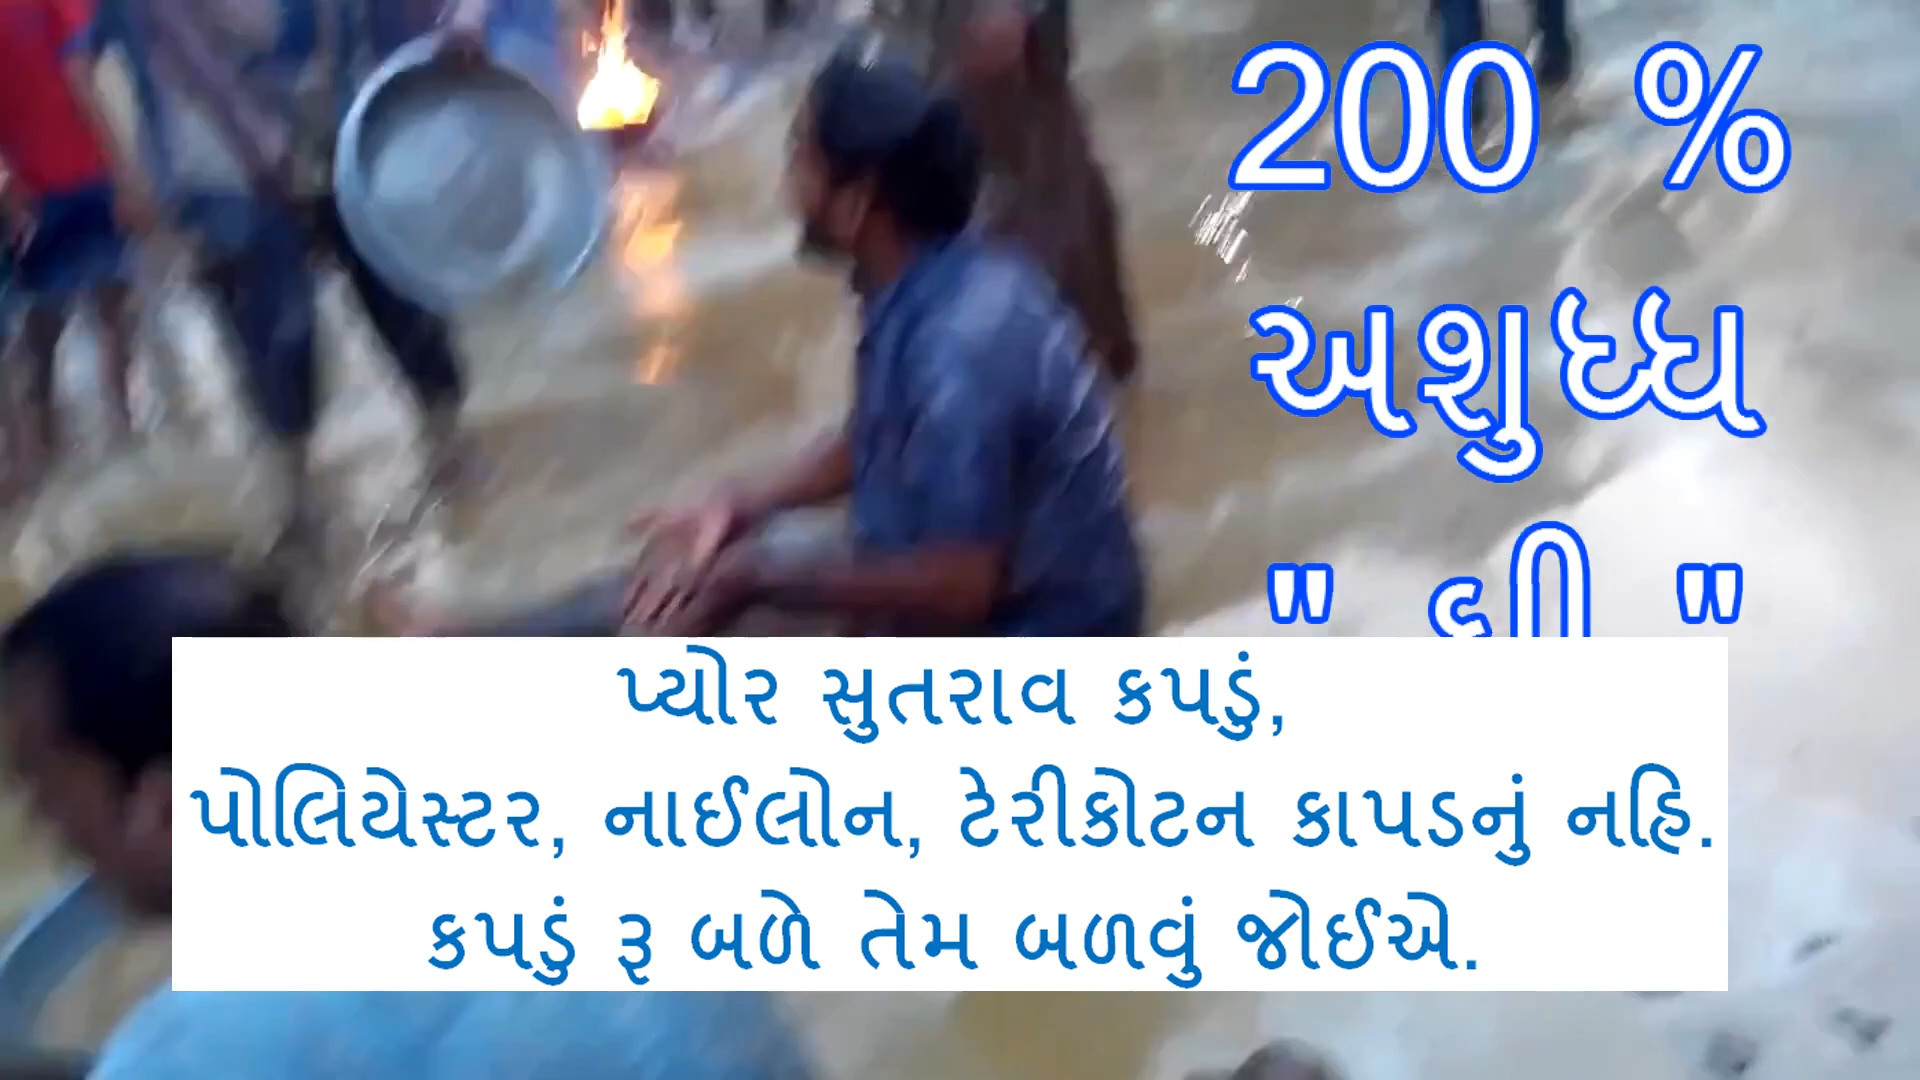 200 %
અશુધ્ધ
" ઘી "
પ્યોર સુતરાવ કપડું,
પોલિયેસ્ટર, નાઈલોન, ટેરીકોટન કાપડનું નહિ.
કપડું રૂ બળે તેમ બળવું જોઈએ.